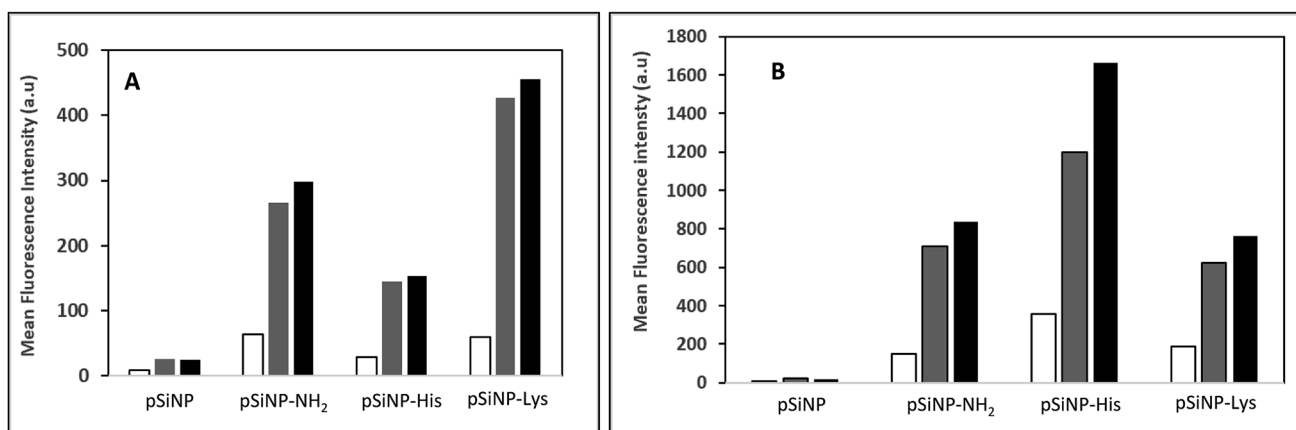 A
Mean Fluorescence Intensity (a.u)
500
400
300
200
100
0
pSiNP
pSiNP-NH₂
pSiNP-His
pSiNP-Lys
B
Mean Fluorescence intensty (a.u)
1800
1600
1400
1200
1000
800
600
400
200
0
pSiNP
pSiNP-NH₂
pSiNP-His
pSiNP-Lys